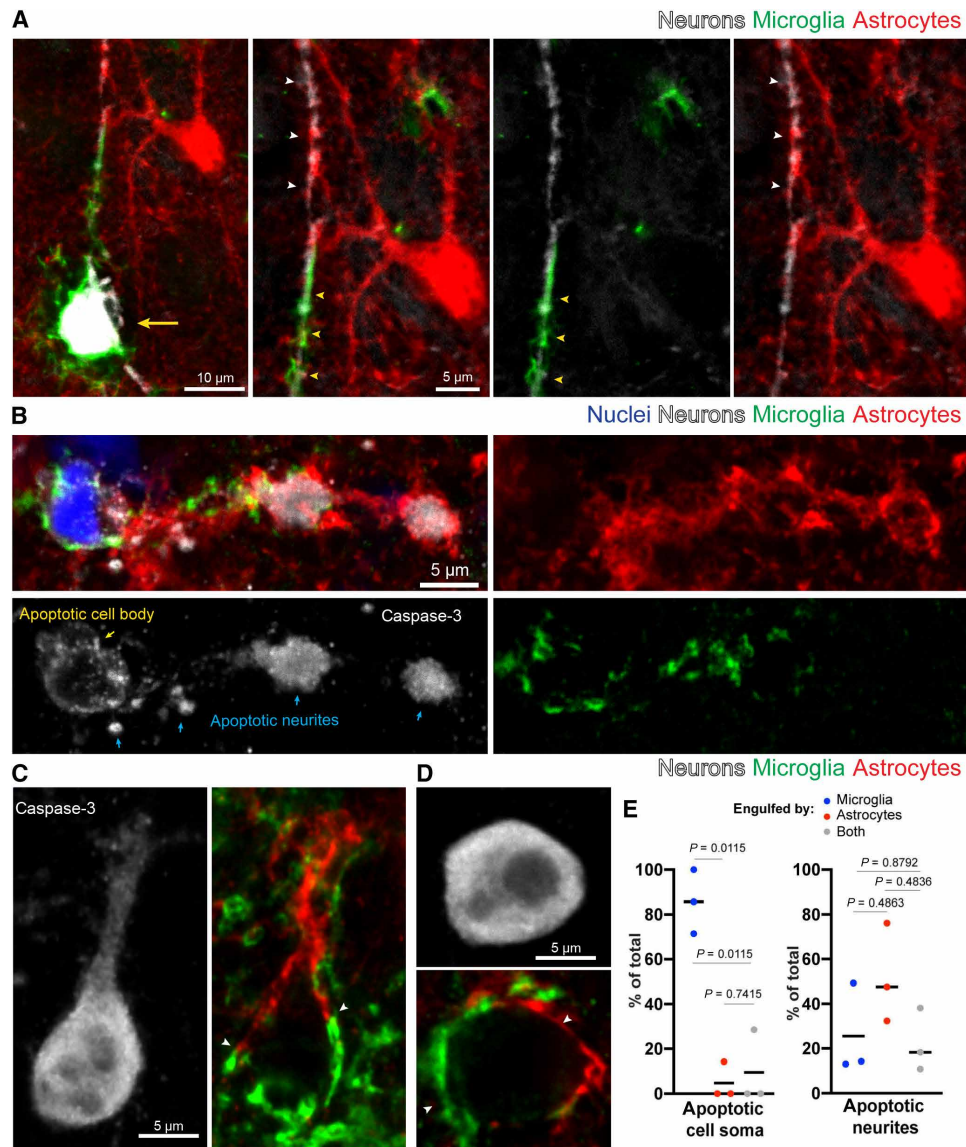 A
Neurons Microglia Astrocytes
10 µm
5 µm
B
Nuclei Neurons Microglia Astrocytes
5 µm
Apoptotic cell body
Caspase-3
Apoptotic neurites
Neurons Microglia Astrocytes
C
Caspase-3
5 µm
D
5 µm
E
Engulfed by:
Microglia
Astrocytes
Both
P = 0.0115
P = 0.0115
P = 0.7415
% of total
100
80
60
40
20
0
Apoptotic
cell soma
P = 0.8792
P = 0.4836
P = 0.4863
% of total
100
80
60
40
20
0
Apoptotic
neurites